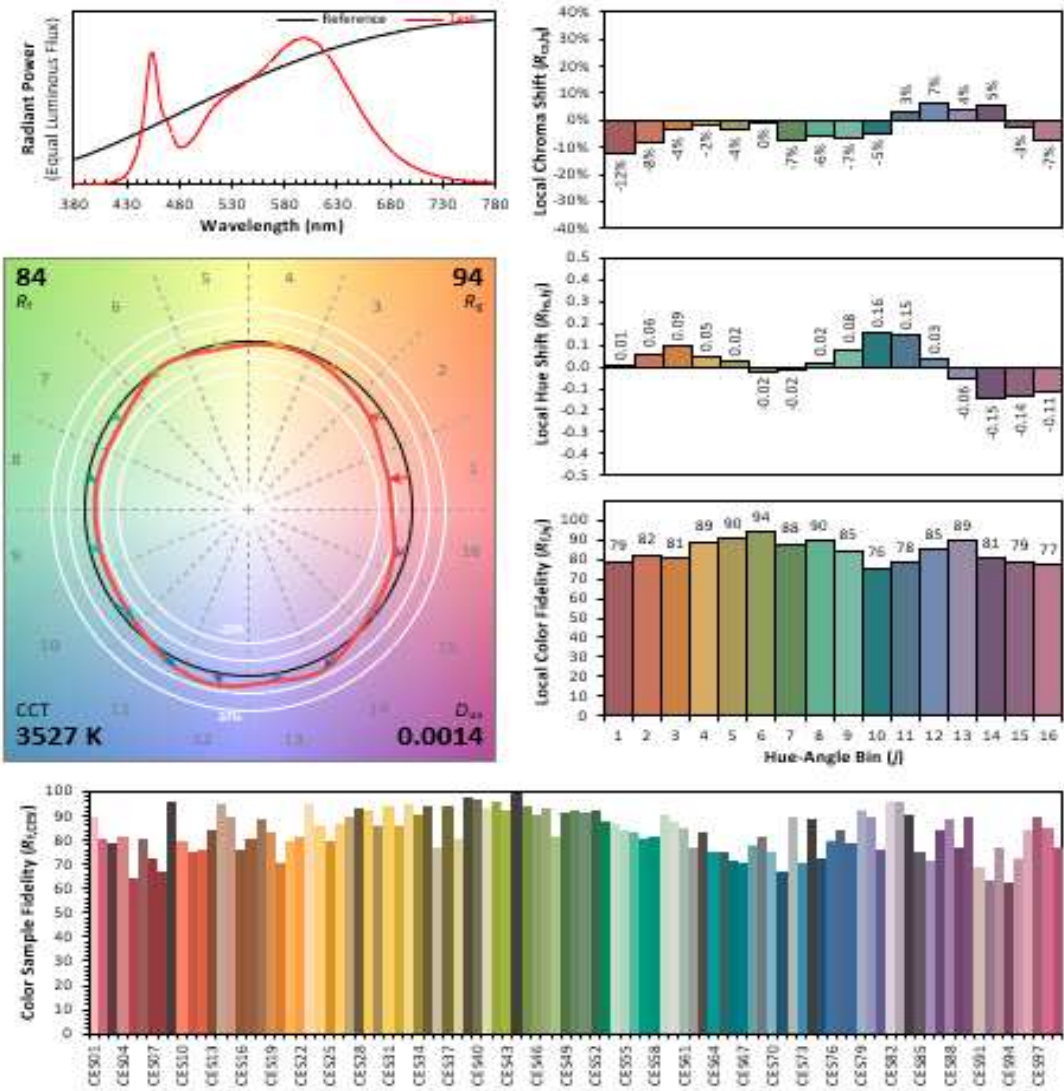 Reference Test
Radiant Power
(Equal Luminous Flux)
380 430 480 530 580 630 680 730 780
Wavelength (nm)
Local Chroma Shift (Rcs,hj)
40%
30%
20%
10%
0%
-10%
-20%
-30%
-40%
-12% -8% -4% -2% -4% 0% -7% -6% -7% -5% 3% 7% 4% 5% -3% -7%
84
Rf
94
Rg
1 2 3 4 5 6 7 8 9 10 11 12 13 14 15 16
CCT
3527 K
Duv
0.0014
Local Hue Shift (Rhs,hj)
0.5
0.4
0.3
0.2
0.1
0.0
-0.1
-0.2
-0.3
-0.4
-0.5
0.01 0.06 0.09 0.05 0.02 -0.02 -0.02 0.02 0.08 0.16 0.15 0.03 -0.06 -0.15 -0.14 -0.11
Local Color Fidelity (Rf,hj)
100
90
80
70
60
50
40
30
20
10
0
79 82 81 89 90 94 88 90 85 76 78 85 89 81 79 77
1 2 3 4 5 6 7 8 9 10 11 12 13 14 15 16
Hue-Angle Bin (j)
Color Sample Fidelity (Rf,CES)
100
90
80
70
60
50
40
30
20
10
0
CES01 CES04 CES07 CES10 CES13 CES16 CES19 CES22 CES25 CES28 CES31 CES34 CES37 CES40 CES43 CES46 CES49 CES52 CES55 CES58 CES61 CES64 CES67 CES70 CES73 CES76 CES79 CES82 CES85 CES88 CES91 CES94 CES97